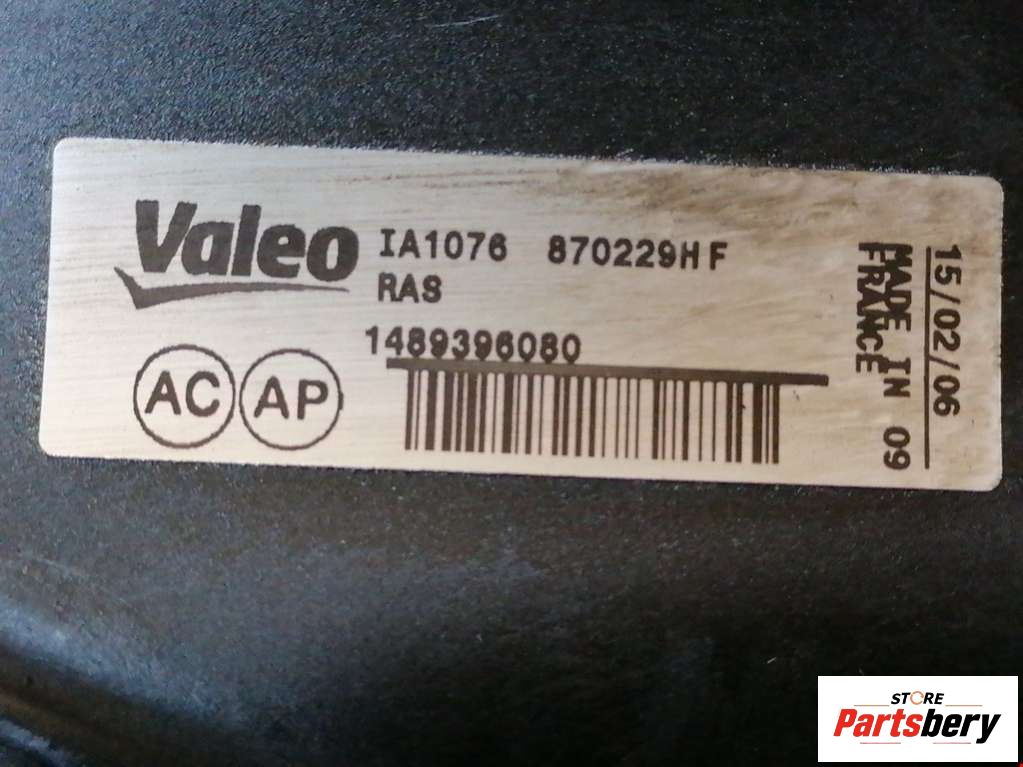 Valeo
IA1076 870229HF
RAS
1489396080
AC AP
15/02/06
MADE IN 09
FRANCE
STORE
Partsbery